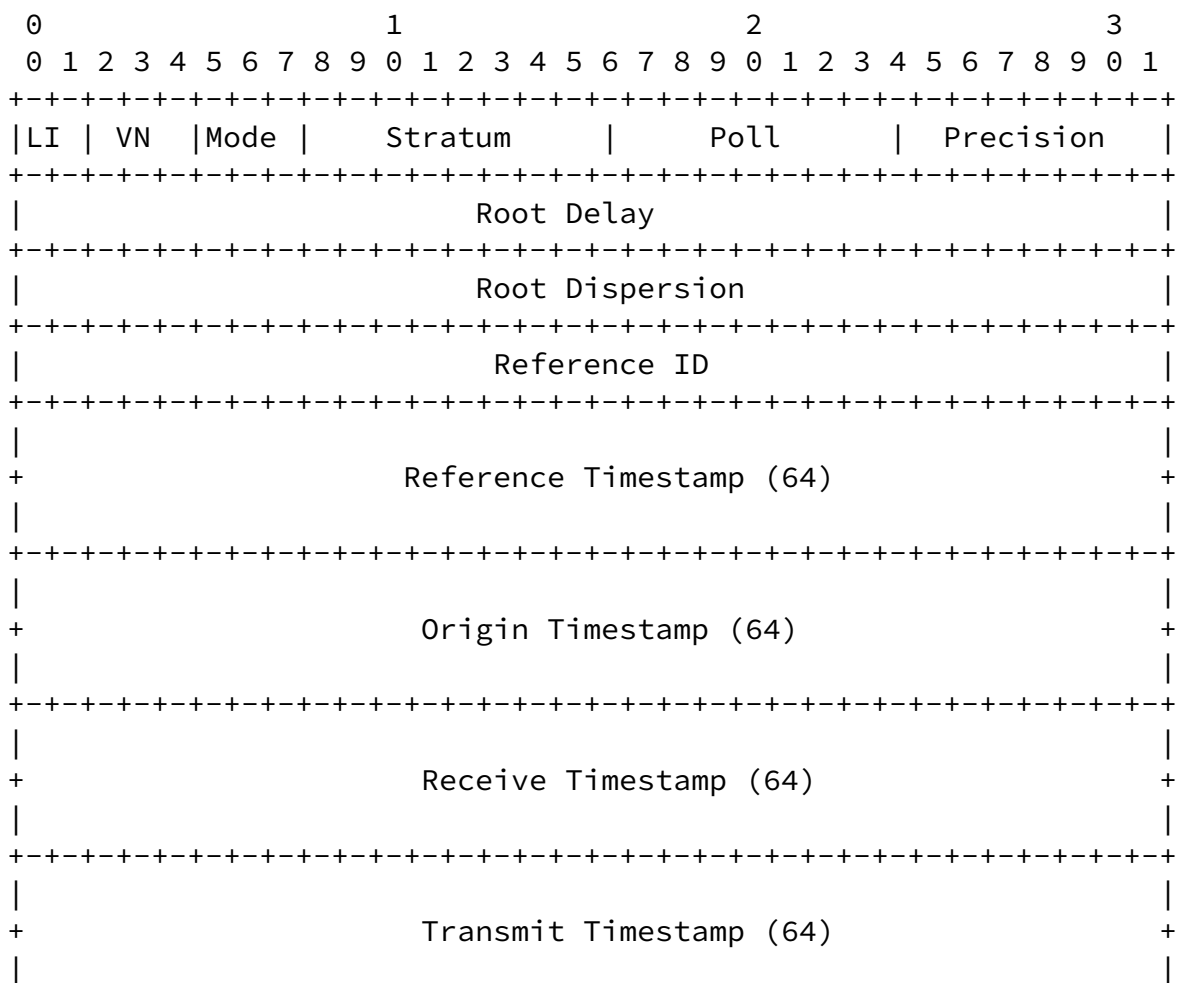 0                   1                   2                   3
 0 1 2 3 4 5 6 7 8 9 0 1 2 3 4 5 6 7 8 9 0 1 2 3 4 5 6 7 8 9 0 1
+-+-+-+-+-+-+-+-+-+-+-+-+-+-+-+-+-+-+-+-+-+-+-+-+-+-+-+-+-+-+-+-+
|LI | VN  |Mode |    Stratum     |     Poll      |  Precision   |
+-+-+-+-+-+-+-+-+-+-+-+-+-+-+-+-+-+-+-+-+-+-+-+-+-+-+-+-+-+-+-+-+
|                         Root Delay                            |
+-+-+-+-+-+-+-+-+-+-+-+-+-+-+-+-+-+-+-+-+-+-+-+-+-+-+-+-+-+-+-+-+
|                         Root Dispersion                       |
+-+-+-+-+-+-+-+-+-+-+-+-+-+-+-+-+-+-+-+-+-+-+-+-+-+-+-+-+-+-+-+-+
|                          Reference ID                         |
+-+-+-+-+-+-+-+-+-+-+-+-+-+-+-+-+-+-+-+-+-+-+-+-+-+-+-+-+-+-+-+-+
|                                                               |
+                     Reference Timestamp (64)                  +
|                                                               |
+-+-+-+-+-+-+-+-+-+-+-+-+-+-+-+-+-+-+-+-+-+-+-+-+-+-+-+-+-+-+-+-+
|                                                               |
+                      Origin Timestamp (64)                    +
|                                                               |
+-+-+-+-+-+-+-+-+-+-+-+-+-+-+-+-+-+-+-+-+-+-+-+-+-+-+-+-+-+-+-+-+
|                                                               |
+                      Receive Timestamp (64)                   +
|                                                               |
+-+-+-+-+-+-+-+-+-+-+-+-+-+-+-+-+-+-+-+-+-+-+-+-+-+-+-+-+-+-+-+-+
|                                                               |
+                      Transmit Timestamp (64)                  +
|                                                               |